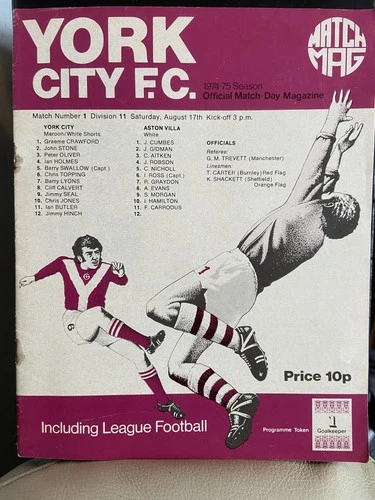 YORK
CITY F.C.
MATCH
MAG
1974-75 Season
Official Match-Day Magazine
Match Number 1 Division 11 Saturday, August 17th Kick-off 3 p.m.
YORK CITY
Maroon/White Shorts
1. Graeme CRAWFORD
2. John STONE
3. Peter OLIVER
4. Ian HOLMES
5. Barry SWALLOW (Capt.)
6. Chris TOPPING
7. Barry LYONS
8. Cliff CALVERT
9. Jimmy SEAL
10. Chris JONES
11. Ian BUTLER
12. Jimmy HINCH
ASTON VILLA
White
1. J. CUMBES
2. J. GIDMAN
3. C. AITKEN
4. J. ROBSON
5. C. NICHOLL
6. I. ROSS (Capt.)
7. R. GRAYDON
8. A. EVANS
9. S. MORGAN
10. I. HAMILTON
11. F. CARRODUS
12.
OFFICIALS
Referee:
G. M. TREVETT (Manchester)
Linesmen:
T. CARTER (Burnley) Red Flag
K. SHACKETT (Sheffield)
Orange Flag
1
6
6
Price 10p
Including League Football
Programme Token
1
Goalkeeper